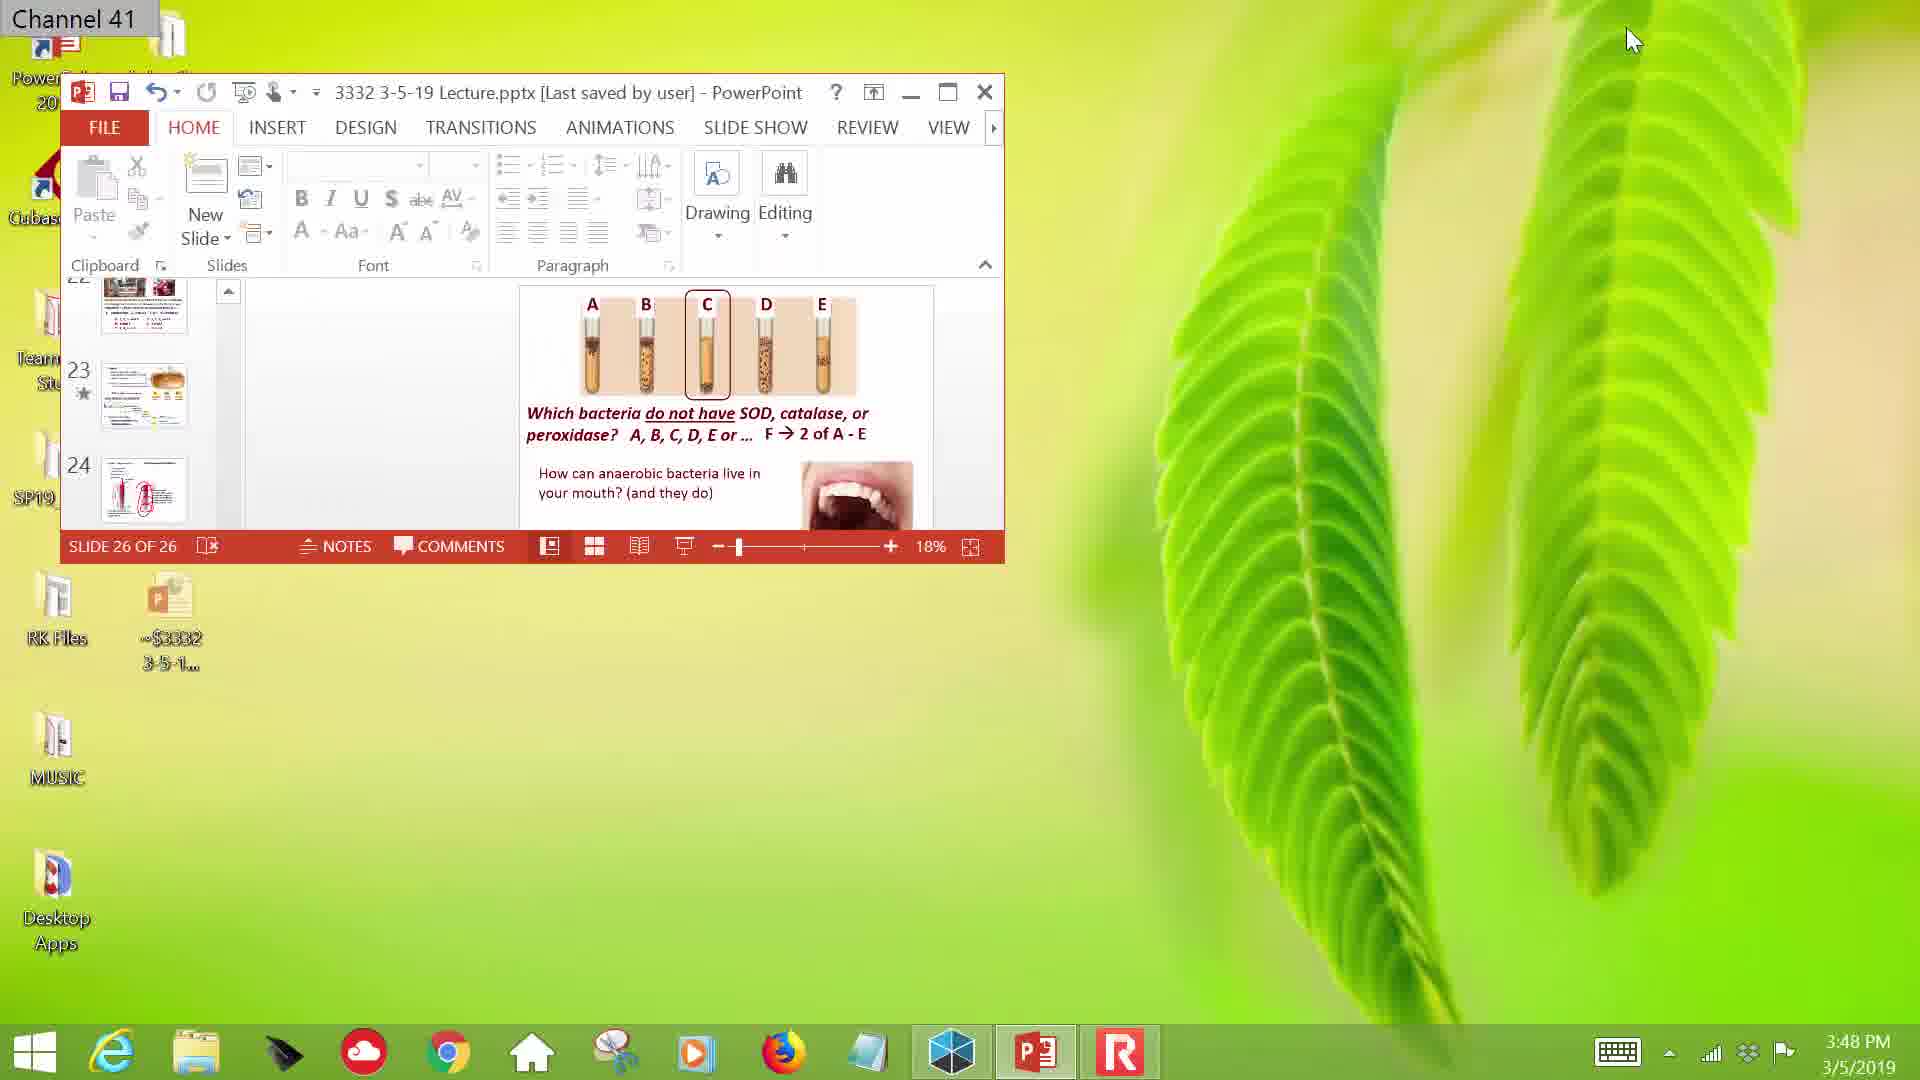 Channel 41
Power
20
3332 3-5-19 Lecture.pptx [Last saved by user] - PowerPoint
FILE HOME INSERT DESIGN TRANSITIONS ANIMATIONS SLIDE SHOW REVIEW VIEW
Paste
New
Slide
Drawing
Editing
Clipboard
Slides
Font
Paragraph
22
23
24
A B C D E
Which bacteria do not have SOD, catalase, or
peroxidase? A, B, C, D, E or ... F → 2 of A - E
How can anaerobic bacteria live in
your mouth? (and they do)
SLIDE 26 OF 26
NOTES
COMMENTS
18%
Cubas
Team
Stu
SP19_
RK Files
~$3332
3-5-1...
MUSIC
Desktop
Apps
3:48 PM
3/5/2019